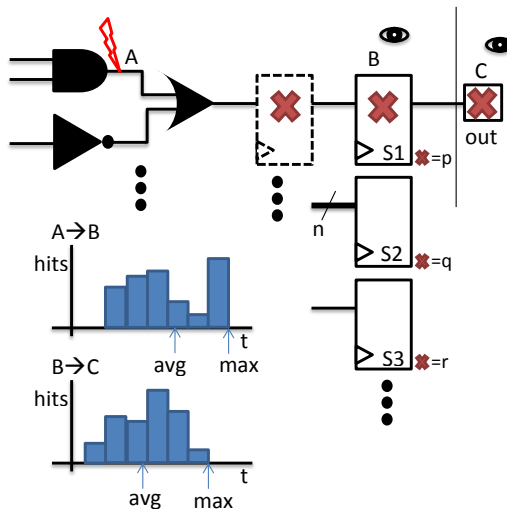 A
B
C
out
S1
=p
n
S2
=q
S3
=r
A→B
hits
t
avg
max
B→C
hits
t
avg
max